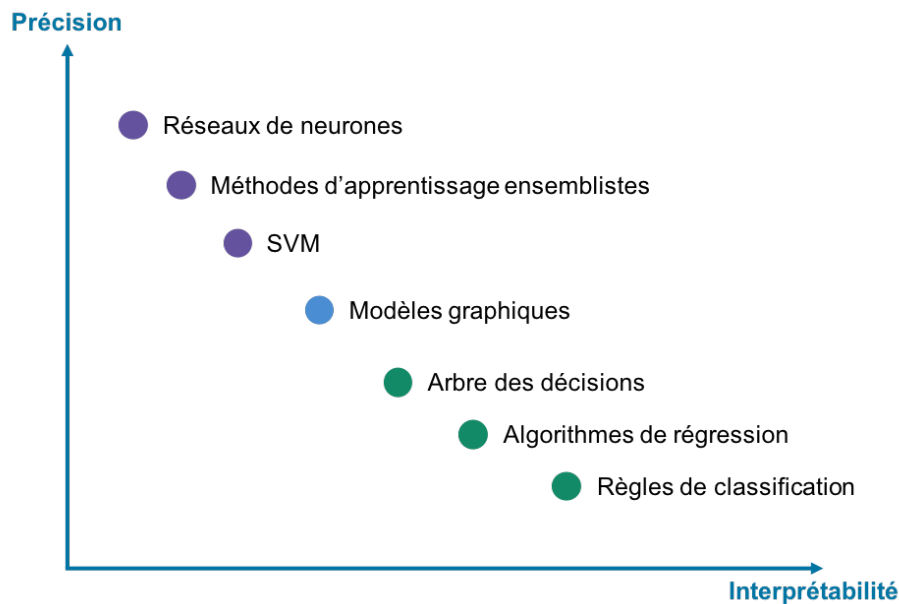 Précision
Réseaux de neurones
Méthodes d'apprentissage ensemblistes
SVM
Modèles graphiques
Arbre des décisions
Algorithmes de régression
Règles de classification
Interprétabilité